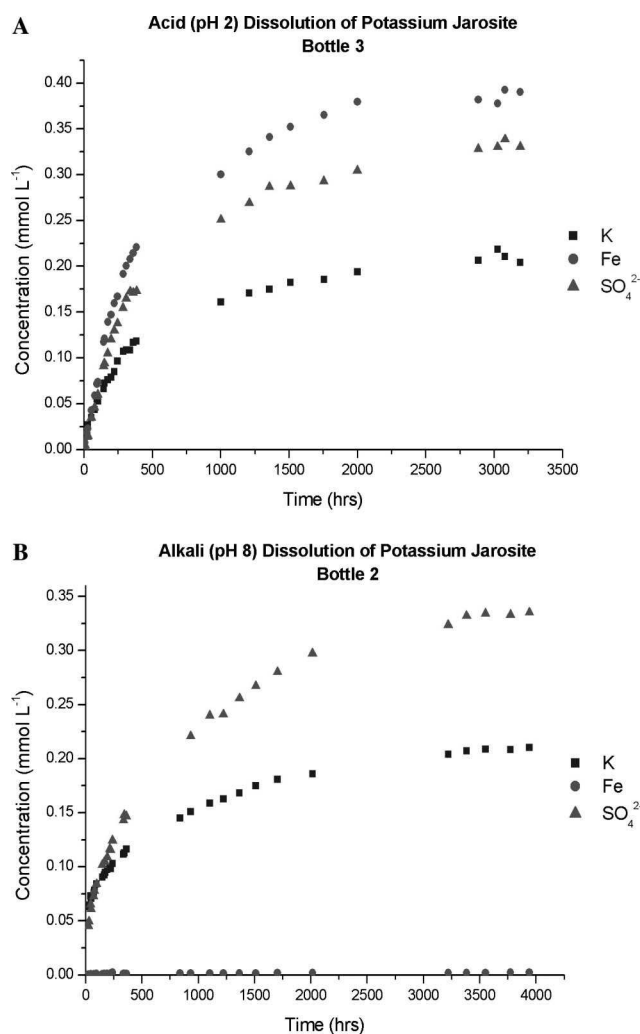 A
Acid (pH 2) Dissolution of Potassium Jarosite
Bottle 3
0.40
0.35
0.30
0.25
0.20
0.15
0.10
0.05
0.00
Concentration (mmol L⁻¹)
0 500 1000 1500 2000 2500 3000 3500
Time (hrs)
K
Fe
SO₄²⁻
B
Alkali (pH 8) Dissolution of Potassium Jarosite
Bottle 2
0.35
0.30
0.25
0.20
0.15
0.10
0.05
0.00
Concentration (mmol L⁻¹)
0 500 1000 1500 2000 2500 3000 3500 4000
Time (hrs)
K
Fe
SO₄²⁻